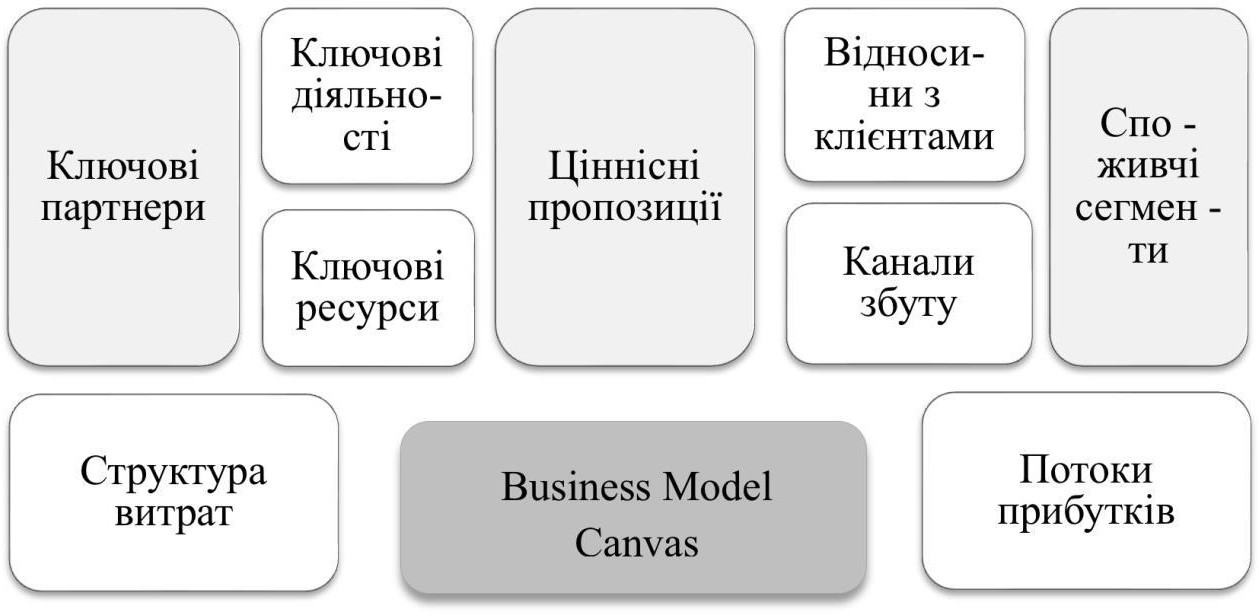 Ключові
партнери
Ключові
діяльно-
сті
Ключові
ресурси
Ціннісні
пропозиції
Відноси-
ни з
клієнтами
Канали
збуту
Спо -
живчі
сегмен -
ти
Структура
витрат
Business Model
Canvas
Потоки
прибутків